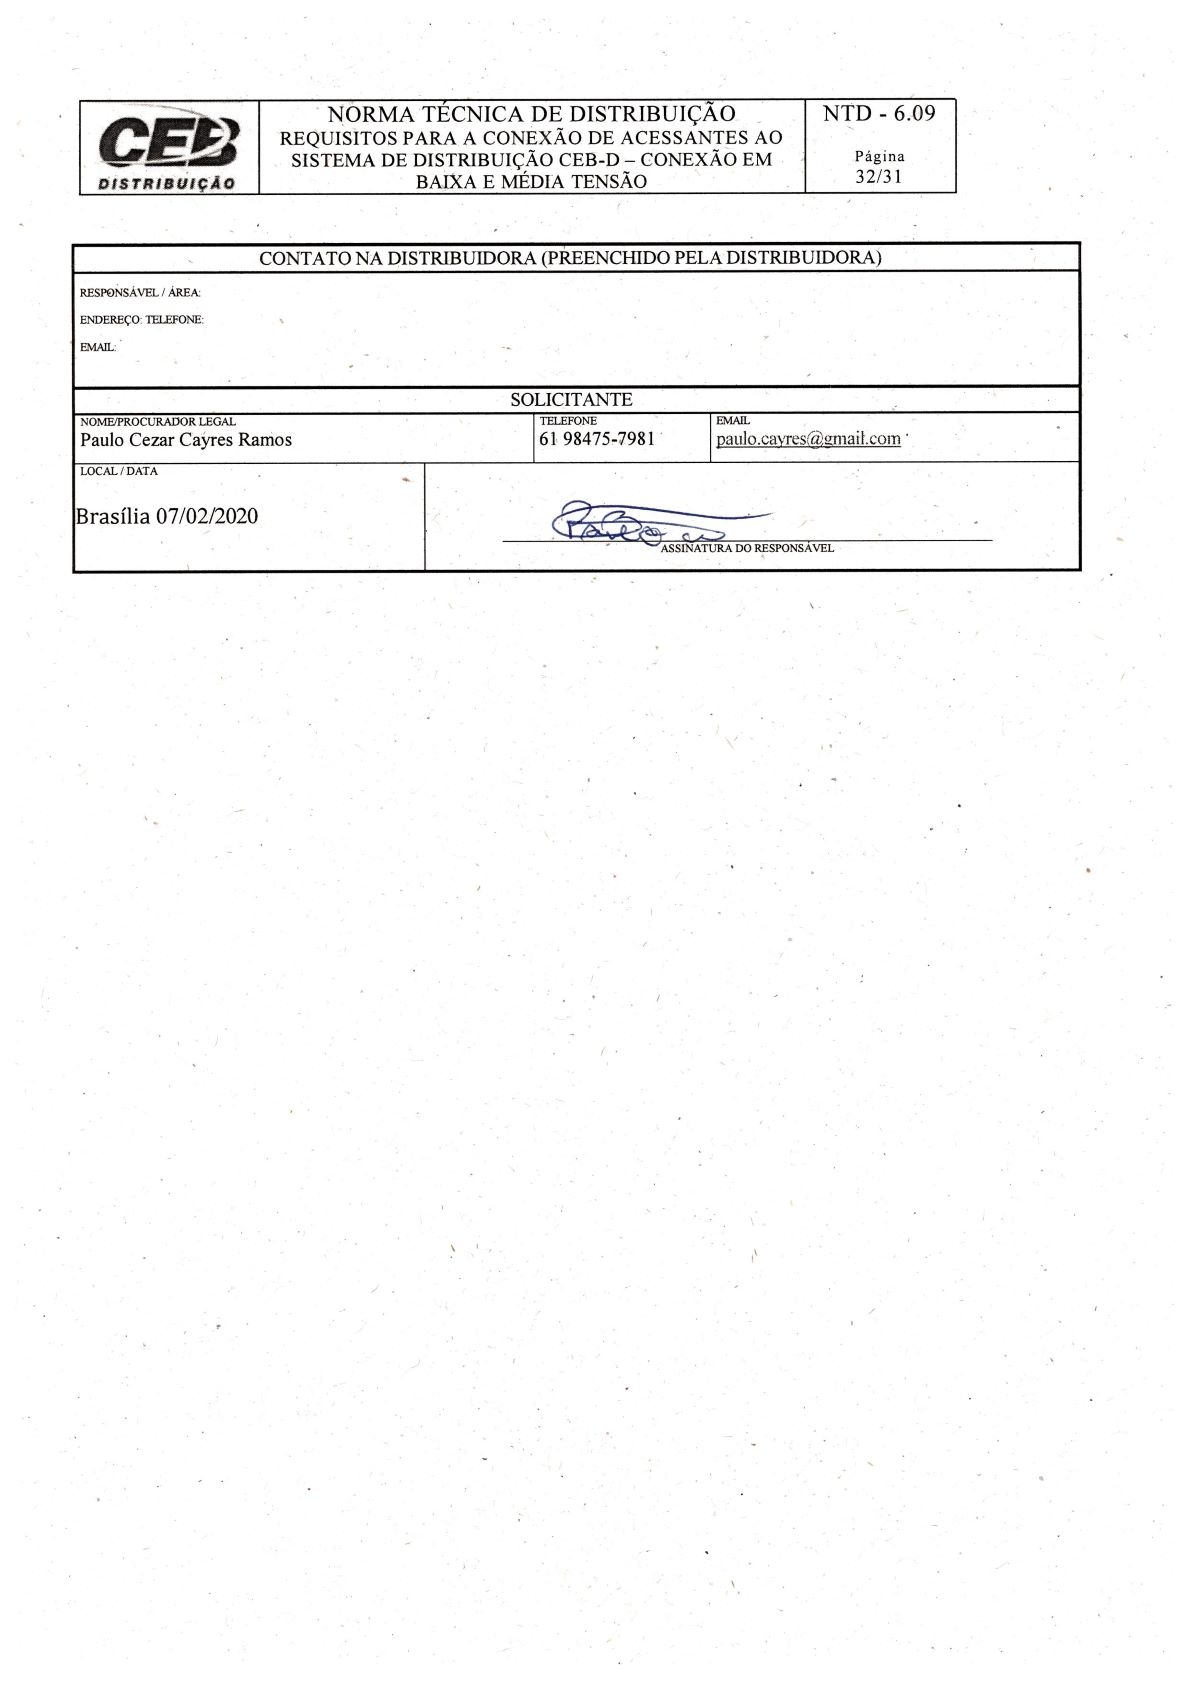 CEB
DISTRIBUIÇÃO
NORMA TÉCNICA DE DISTRIBUIÇÃO
REQUISITOS PARA A CONEXÃO DE ACESSANTES AO
SISTEMA DE DISTRIBUIÇÃO CEB-D – CONEXÃO EM
BAIXA E MÉDIA TENSÃO
NTD - 6.09
Página
32/31
CONTATO NA DISTRIBUIDORA (PREENCHIDO PELA DISTRIBUIDORA)
RESPONSÁVEL / ÁREA:
ENDEREÇO: TELEFONE:
EMAIL:
SOLICITANTE
NOME/PROCURADOR LEGAL
Paulo Cezar Cayres Ramos
TELEFONE
61 98475-7981
EMAIL
paulo.cayres@gmail.com
LOCAL / DATA
Brasília 07/02/2020
ASSINATURA DO RESPONSÁVEL